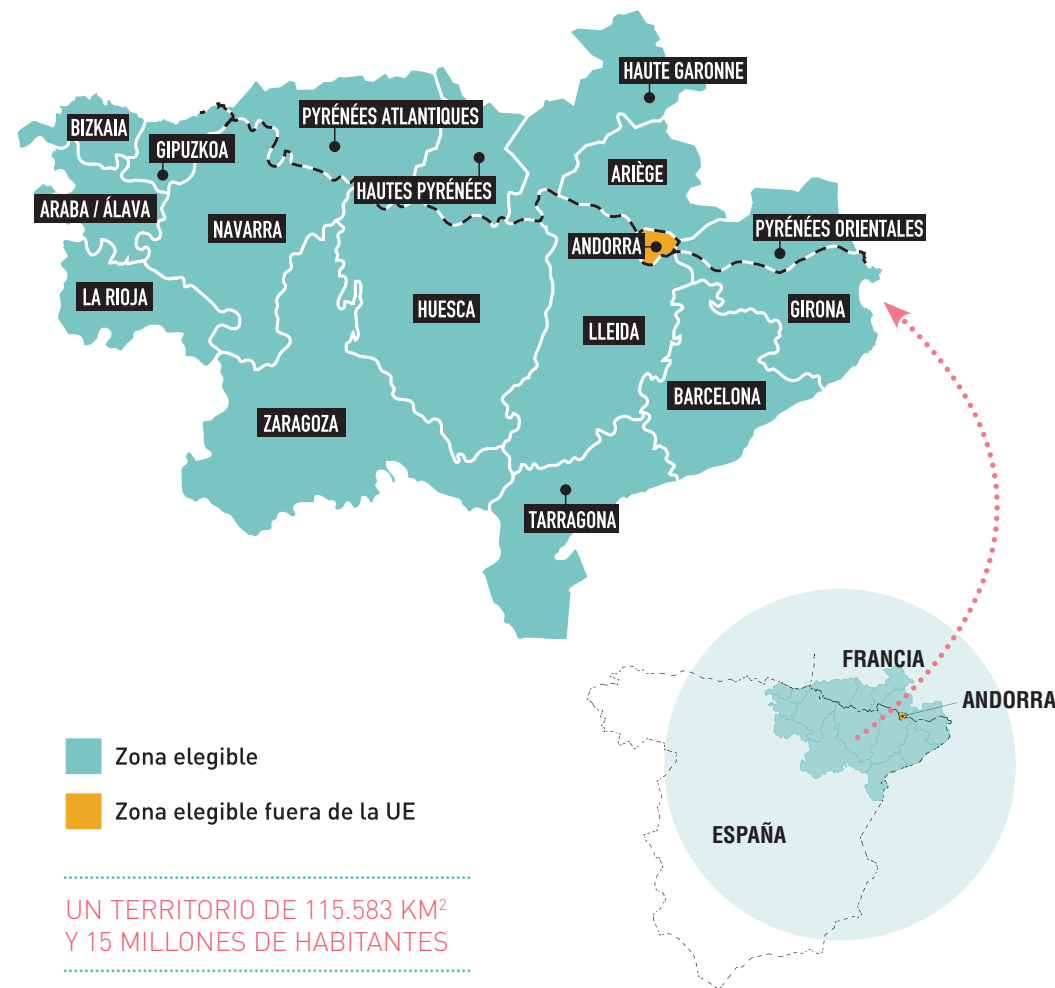 HAUTE GARONNE
PYRÉNÉES ATLANTIQUES
BIZKAIA
GIPUZKOA
ARIÈGE
HAUTES PYRÉNÉES
ARABA / ÁLAVA
NAVARRA
PYRÉNÉES ORIENTALES
ANDORRA
LA RIOJA
HUESCA
GIRONA
LLEIDA
BARCELONA
ZARAGOZA
TARRAGONA
FRANCIA
ANDORRA
ESPAÑA
Zona elegible
Zona elegible fuera de la UE
UN TERRITORIO DE 115.583 KM²
Y 15 MILLONES DE HABITANTES